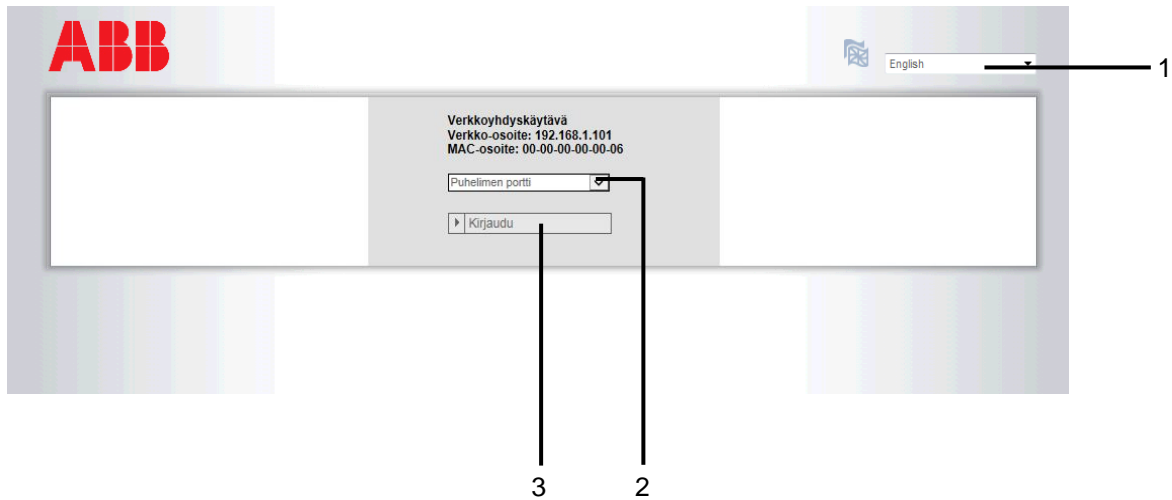 ABB
English
1
Verkkoyhdyskäytävä
Verkko-osoite: 192.168.1.101
MAC-osoite: 00-00-00-00-00-06
Puhelimen portti
Kirjaudu
3 2